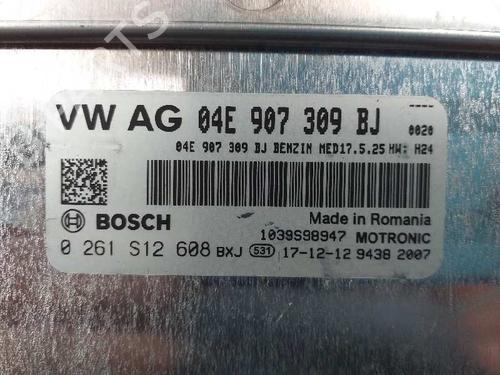 VW AG 04E 907 309 BJ 0020
04E 907 309 BJ BENZIN MED17.5.25 HW: H24
BOSCH
Made in Romania
1039S98947 MOTRONIC
0 261 S12 608 BXJ 531 17-12-12 9438 2007